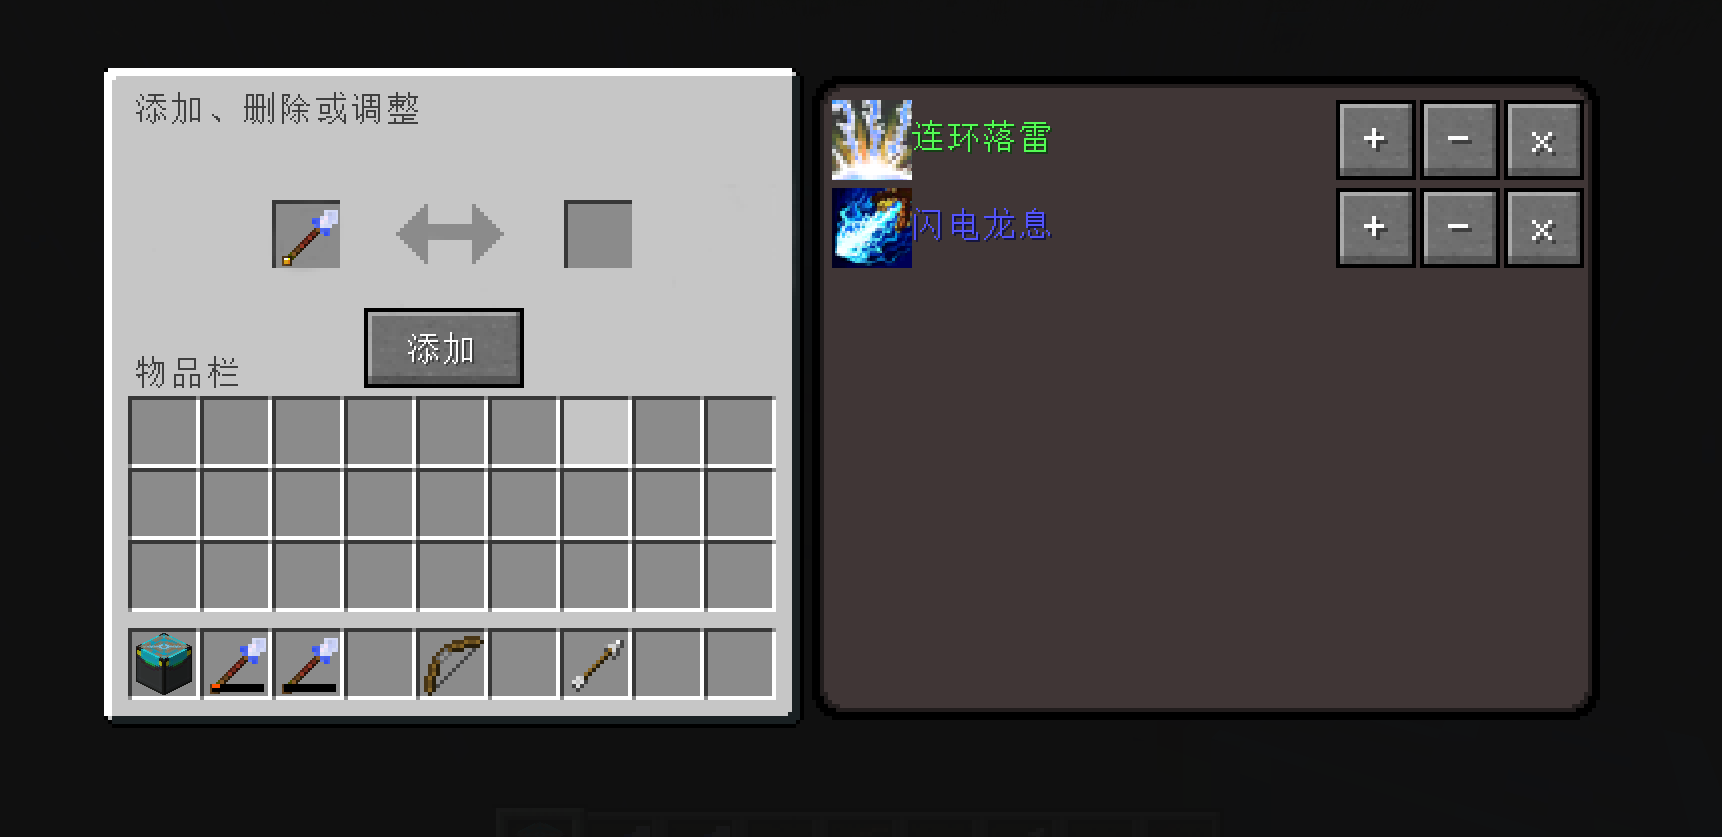 添加、删除或调整
添加
物品栏
连环落雷
+ - x
闪电龙息
+ - x